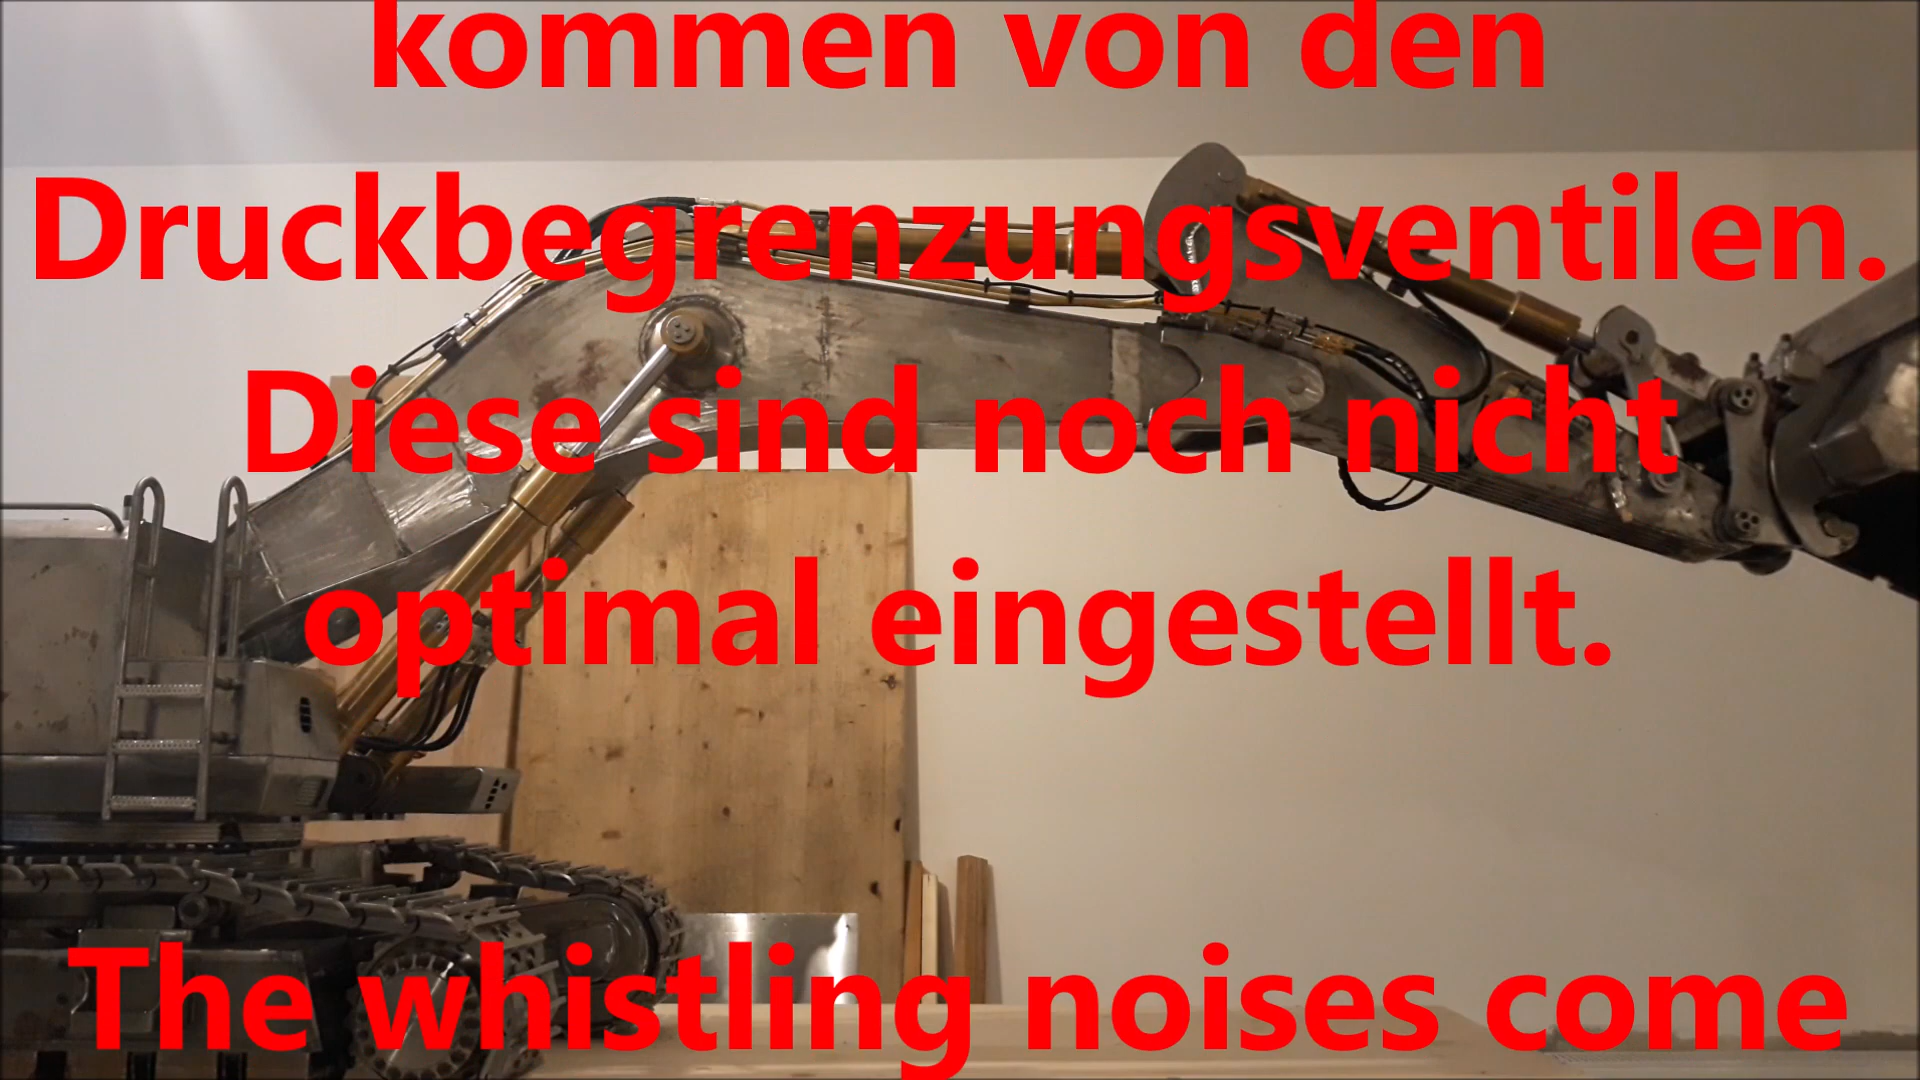 kommen von den
Druckbegrenzungsventilen.
Diese sind noch nicht
optimal eingestellt.
The whistling noises come